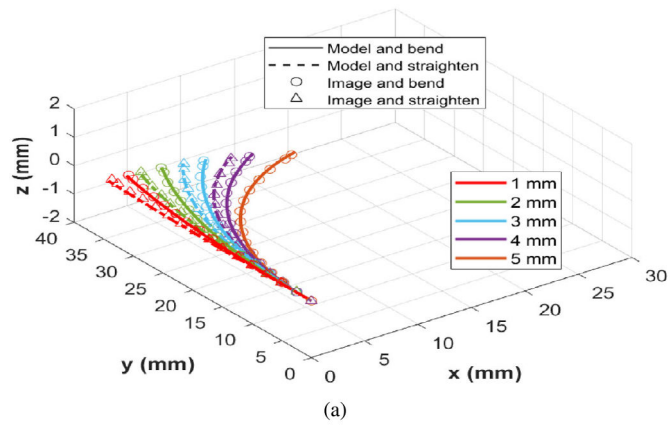 Model and bend
Model and straighten
Image and bend
Image and straighten
2
1
0
-1
-2
z (mm)
40
35
30
25
20
15
10
5
0
y (mm)
0
5
10
15
20
25
30
x (mm)
1 mm
2 mm
3 mm
4 mm
5 mm
(a)